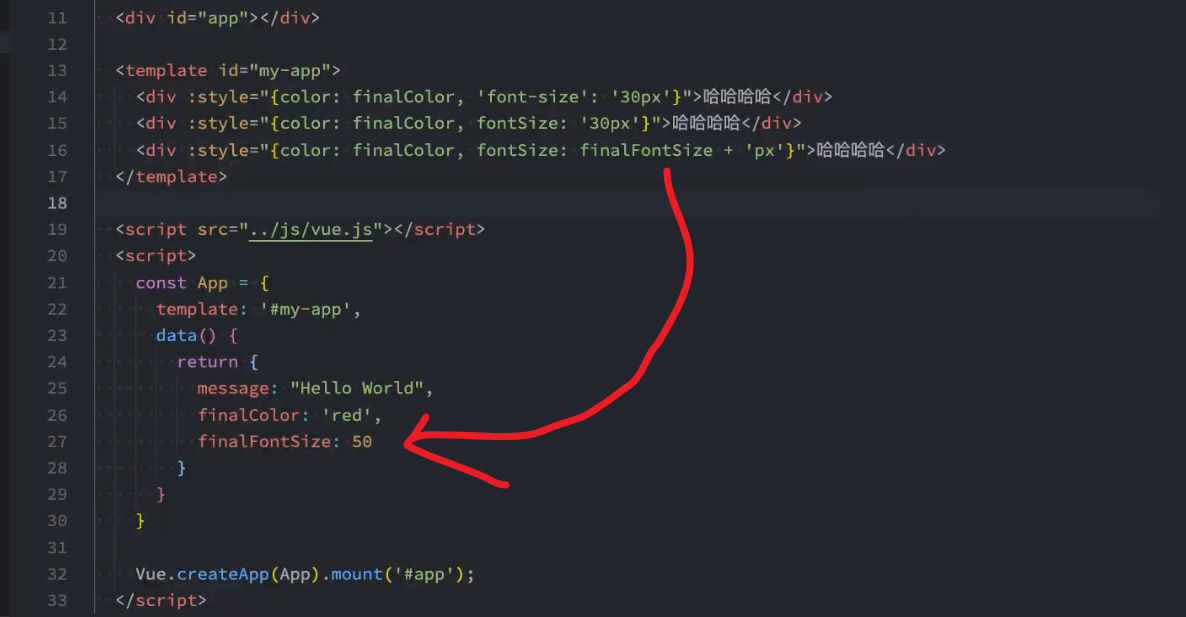 11 <div id="app"></div>
12
13 <template id="my-app">
14 <div :style="{color: finalColor, 'font-size': '30px'}">哈哈哈哈</div>
15 <div :style="{color: finalColor, fontSize: '30px'}">哈哈哈哈</div>
16 <div :style="{color: finalColor, fontSize: finalFontSize + 'px'}">哈哈哈哈</div>
17 </template>
18
19 <script src="../js/vue.js"></script>
20 <script>
21 const App = {
22 template: '#my-app',
23 data() {
24 return {
25 message: "Hello World",
26 finalColor: 'red',
27 finalFontSize: 50
28 }
29 }
30 }
31
32 Vue.createApp(App).mount('#app');
33 </script>